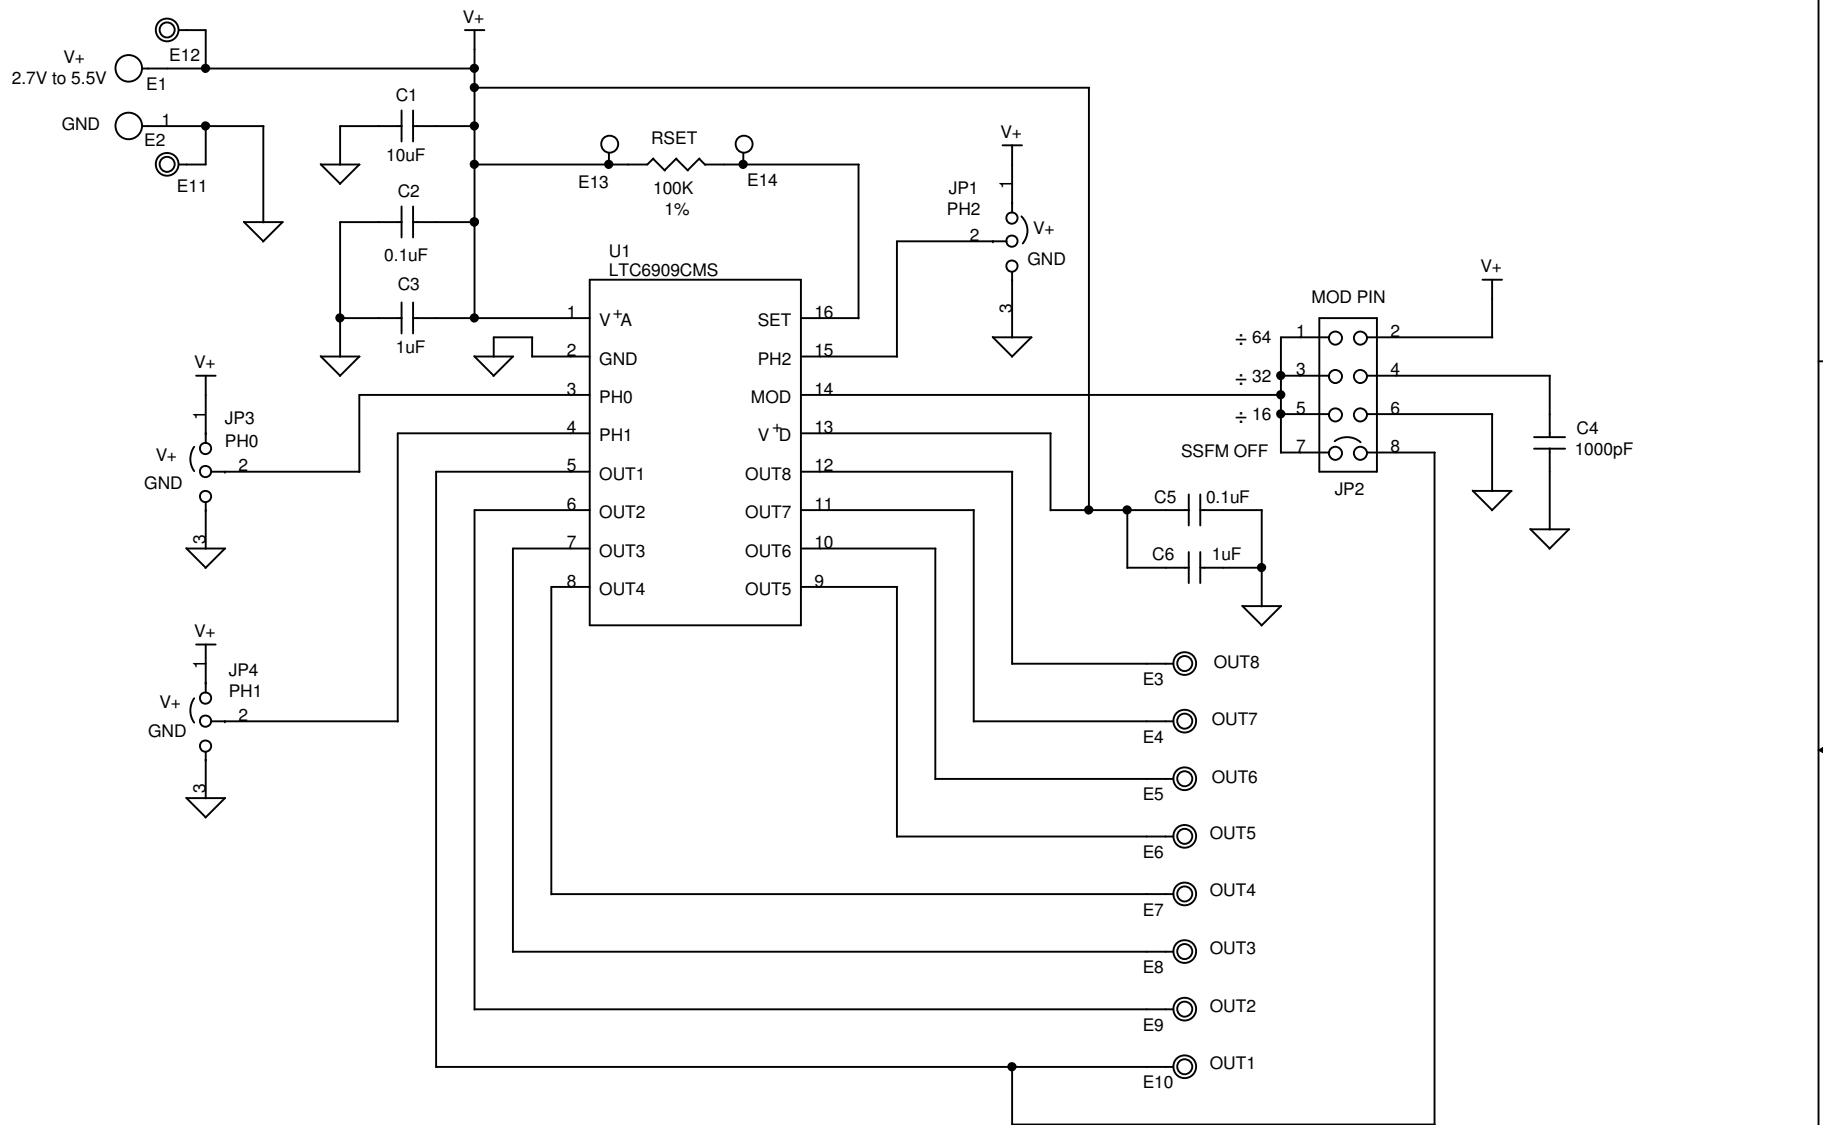 V+
E12
V+
2.7V to 5.5V
E1
GND
1
E2
E11
C1
10uF
C2
0.1uF
C3
1uF
RSET
E13
E14
100K
1%
U1
LTC6909CMS
1
V+A
2
GND
3
PH0
4
PH1
5
OUT1
6
OUT2
7
OUT3
8
OUT4
SET
16
PH2
15
MOD
14
V+D
13
OUT8
12
OUT7
11
OUT6
10
OUT5
9
V+
1
JP1
PH2
2
V+
GND
3
V+
1
JP3
PH0
V+
2
GND
3
V+
1
JP4
PH1
V+
2
GND
3
V+
MOD PIN
÷ 64
1
2
÷ 32
3
4
÷ 16
5
6
SSFM OFF
7
8
JP2
C4
1000pF
C5
0.1uF
C6
1uF
OUT8
E3
OUT7
E4
OUT6
E5
OUT5
E6
OUT4
E7
OUT3
E8
OUT2
E9
OUT1
E10